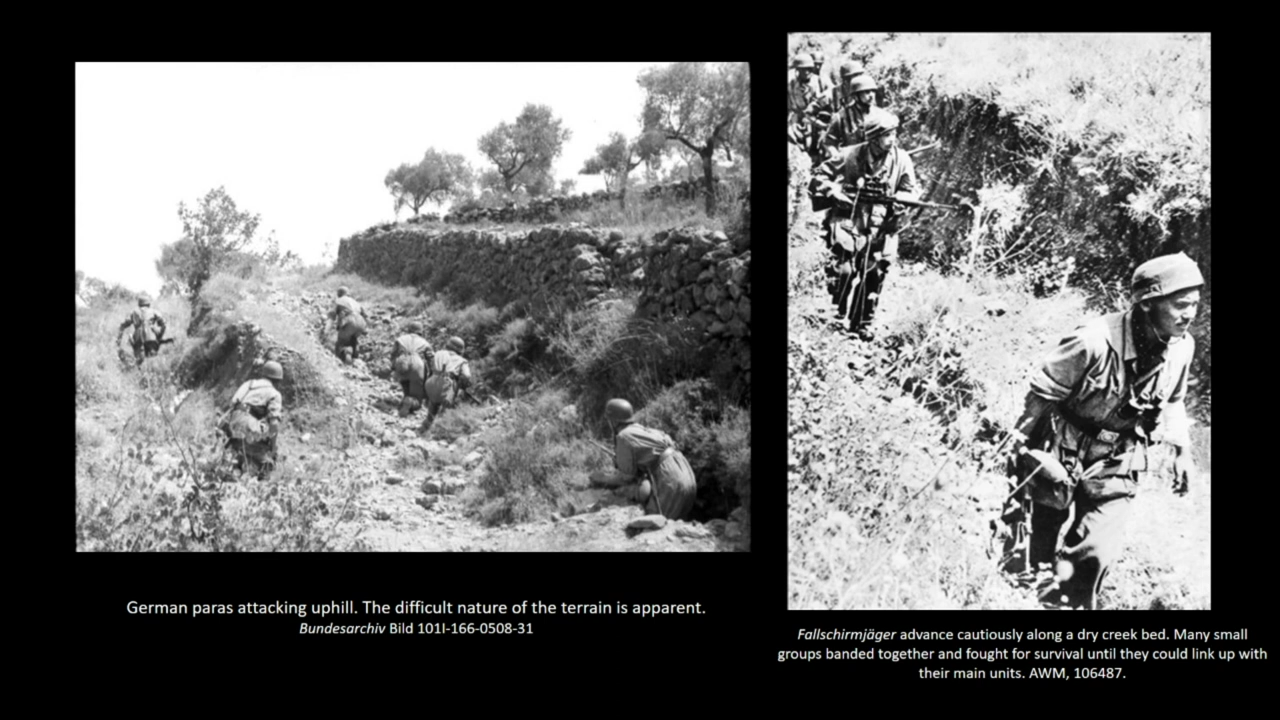 German paras attacking uphill. The difficult nature of the terrain is apparent.
Bundesarchiv Bild 101I-166-0508-31
Fallschirmjäger advance cautiously along a dry creek bed. Many small
groups banded together and fought for survival until they could link up with
their main units. AWM, 106487.